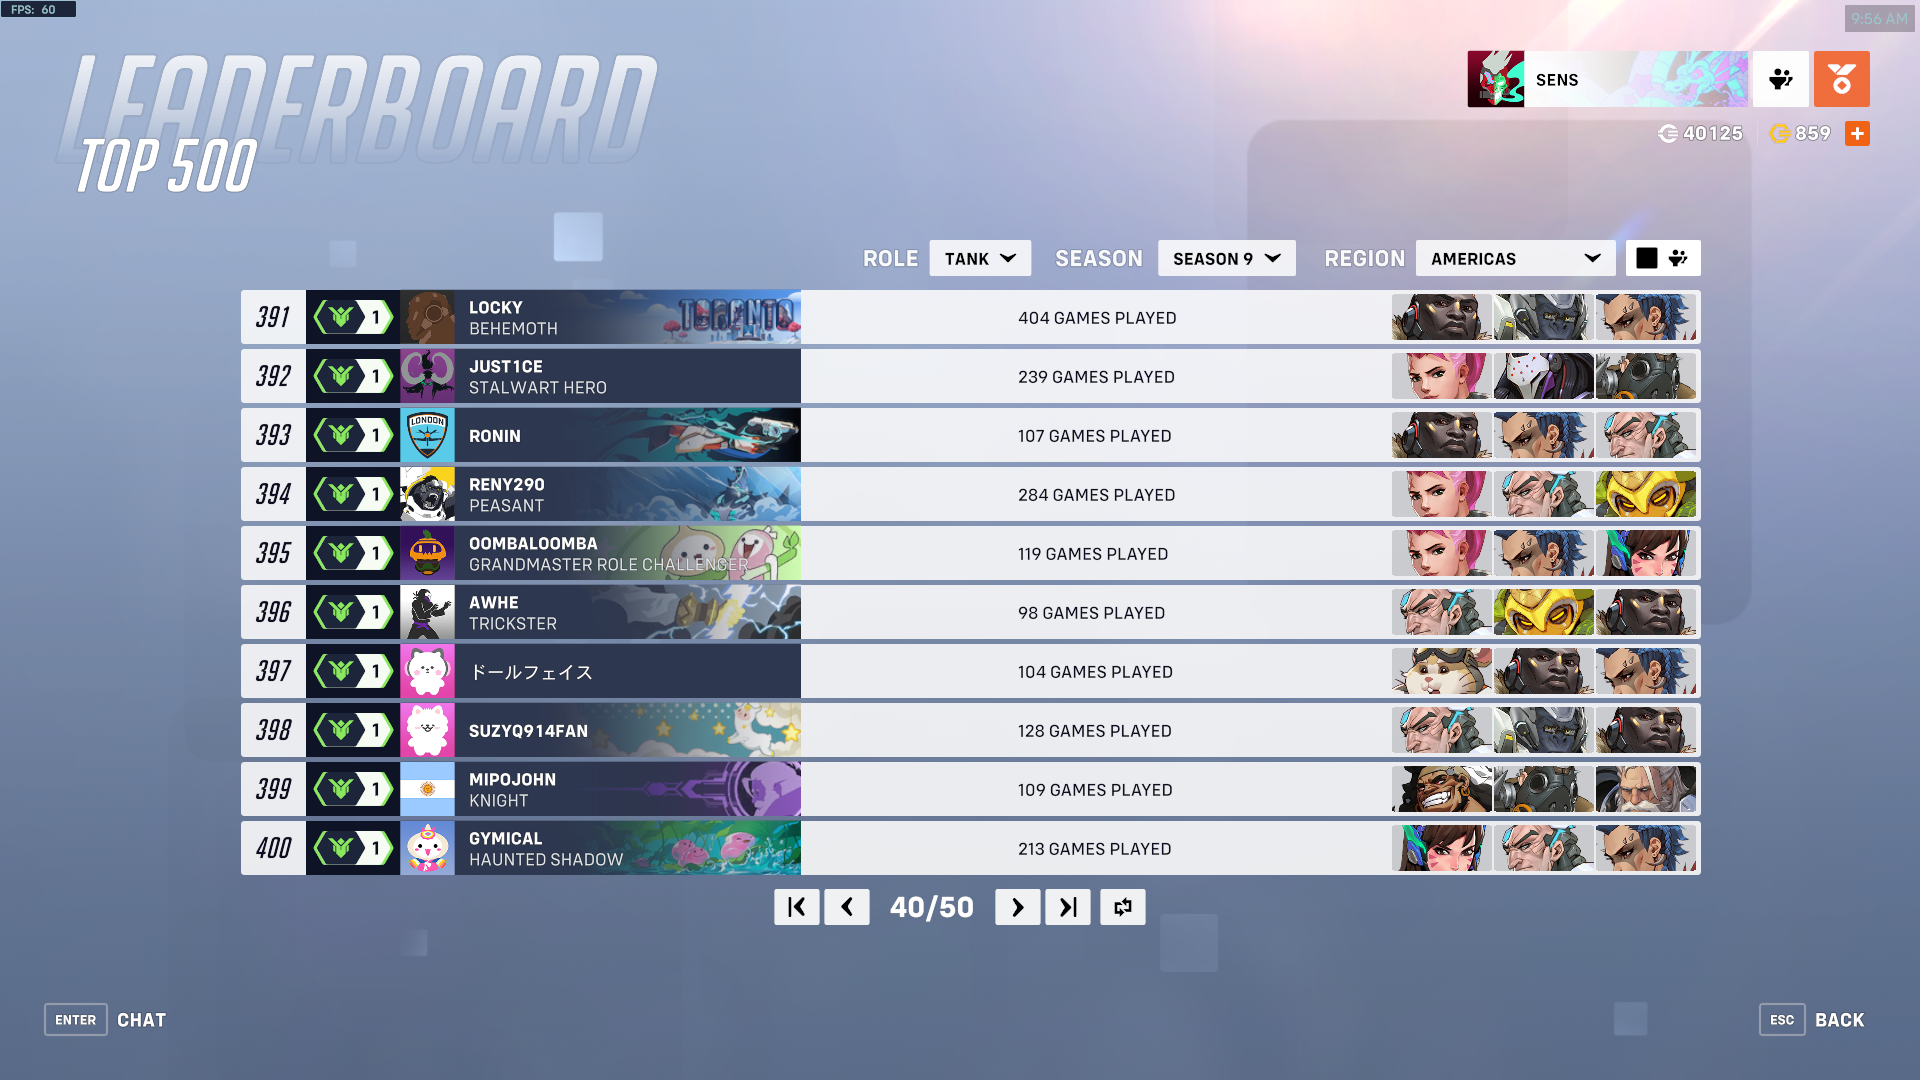 FPS: 60
9:56 AM
LEADERBOARD
TOP 500
SENS
40125 859
ROLE TANK SEASON SEASON 9 REGION AMERICAS
391 1 LOCKY BEHEMOTH TORONTO 404 GAMES PLAYED
392 1 JUST1CE STALWART HERO 239 GAMES PLAYED
393 1 LONDON RONIN 107 GAMES PLAYED
394 1 RENY290 PEASANT 284 GAMES PLAYED
395 1 OOMBALOOMBA GRANDMASTER ROLE CHALLENGER 119 GAMES PLAYED
396 1 AWHE TRICKSTER 98 GAMES PLAYED
397 1 ドールフェイス 104 GAMES PLAYED
398 1 SUZYQ914FAN 128 GAMES PLAYED
399 1 MIPOJOHN KNIGHT 109 GAMES PLAYED
400 1 GYMICAL HAUNTED SHADOW 213 GAMES PLAYED
40/50
ENTER CHAT
ESC BACK